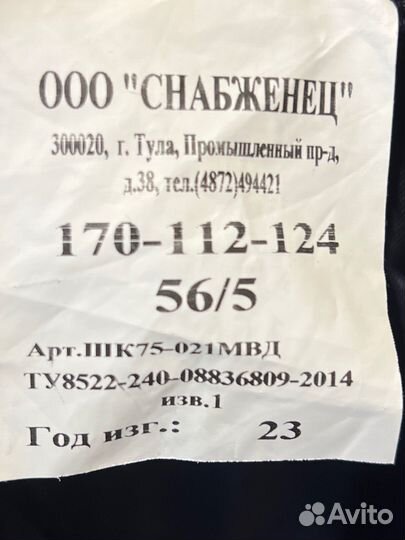 ООО "СНАБЖЕНЕЦ"
300020, г. Тула, Промышленный пр-д,
д.38, тел.(4872)494421
170-112-124
56/5
Арт.ШК75-021МВД
ТУ8522-240-08836809-2014
изв.1
Год изг.: 23
Avito